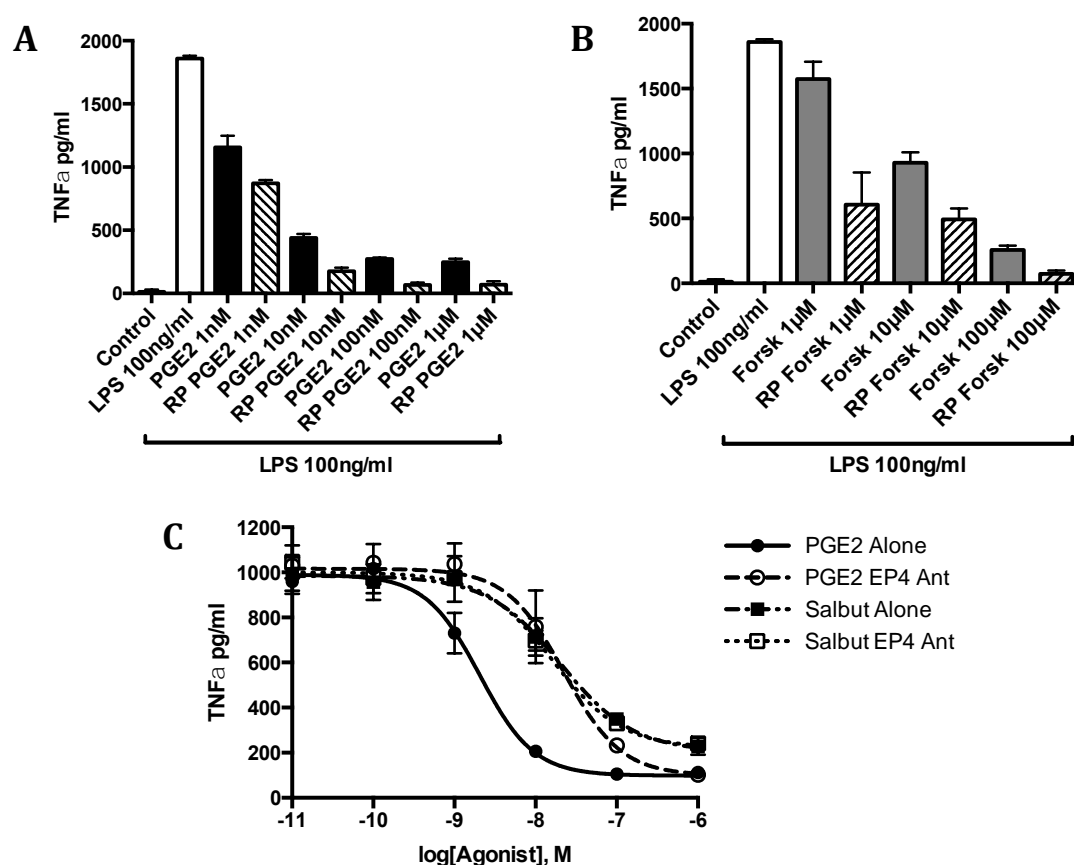 A
TNFa pg/ml
2000
1500
1000
500
0
Control
LPS 100ng/ml
PGE2 1nM
RP PGE2 1nM
PGE2 10nM
RP PGE2 10nM
PGE2 100nM
RP PGE2 100nM
PGE2 1µM
RP PGE2 1µM
LPS 100ng/ml
B
TNFa pg/ml
2000
1500
1000
500
0
Control
LPS 100ng/ml
Forsk 1µM
RP Forsk 1µM
Forsk 10µM
RP Forsk 10µM
Forsk 100µM
RP Forsk 100µM
LPS 100ng/ml
C
TNFa pg/ml
1200
1000
800
600
400
200
0
-11 -10 -9 -8 -7 -6
log[Agonist], M
PGE2 Alone
PGE2 EP4 Ant
Salbut Alone
Salbut EP4 Ant